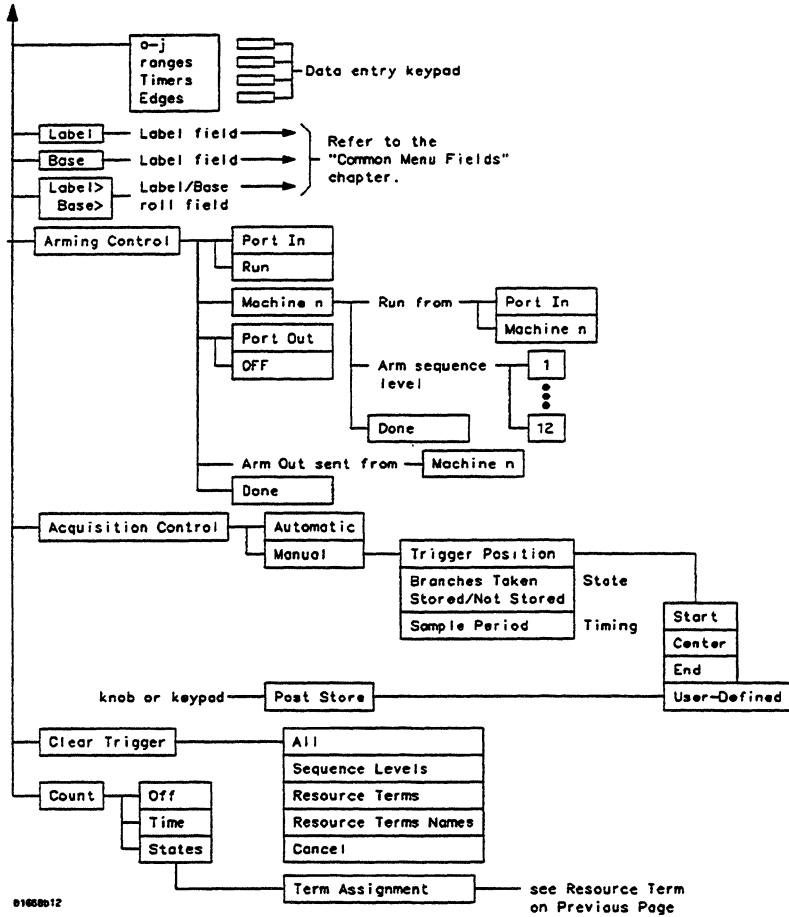 a-j
ranges
Timers
Edges
Data entry keypad
Label
Label field
Base
Label field
Label>
Base>
Label/Base
roll field
Refer to the
"Common Menu Fields"
chapter.
Arming Control
Port In
Run
Machine n
Run from
Port In
Machine n
Port Out
OFF
Arm sequence
level
1
12
Done
Arm Out sent from
Machine n
Done
Acquisition Control
Automatic
Manual
Trigger Position
Branches Taken
Stored/Not Stored
State
Sample Period
Timing
Start
Center
End
User-Defined
knob or keypad
Post Store
Clear Trigger
All
Sequence Levels
Resource Terms
Resource Terms Names
Cancel
Count
Off
Time
States
Term Assignment
see Resource Term
on Previous Page
01650b12